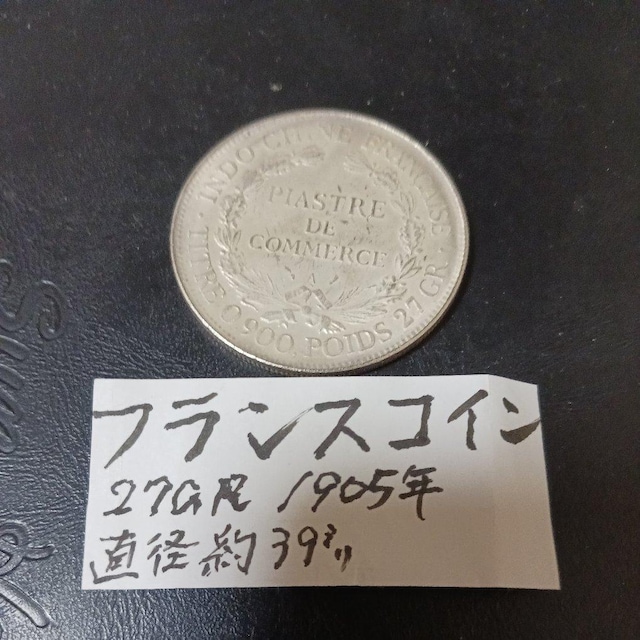 INDO-CHINE FRANÇAISE
PIASTRE
DE
COMMERCE
TITRE 0.900. POIDS 27 GR.
フランスコイン
27GR 1905年
直径約39㍉